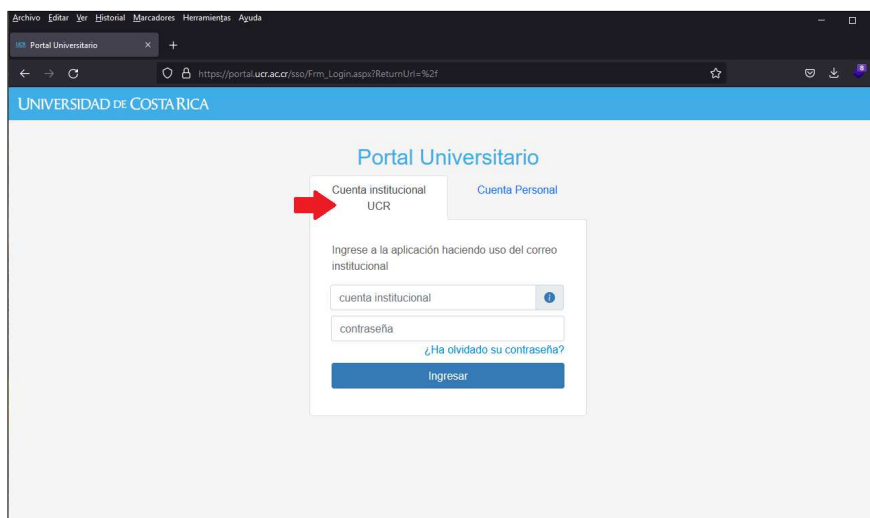 Archivo Editar Ver Historial Marcadores Herramientas Ayuda
Portal Universitario
https://portal.ucr.ac.cr/sso/Frm_Login.aspx?ReturnUrl=%2f
UNIVERSIDAD DE COSTA RICA
Portal Universitario
Cuenta institucional UCR
Cuenta Personal
Ingrese a la aplicación haciendo uso del correo
institucional
cuenta institucional
contraseña
¿Ha olvidado su contraseña?
Ingresar